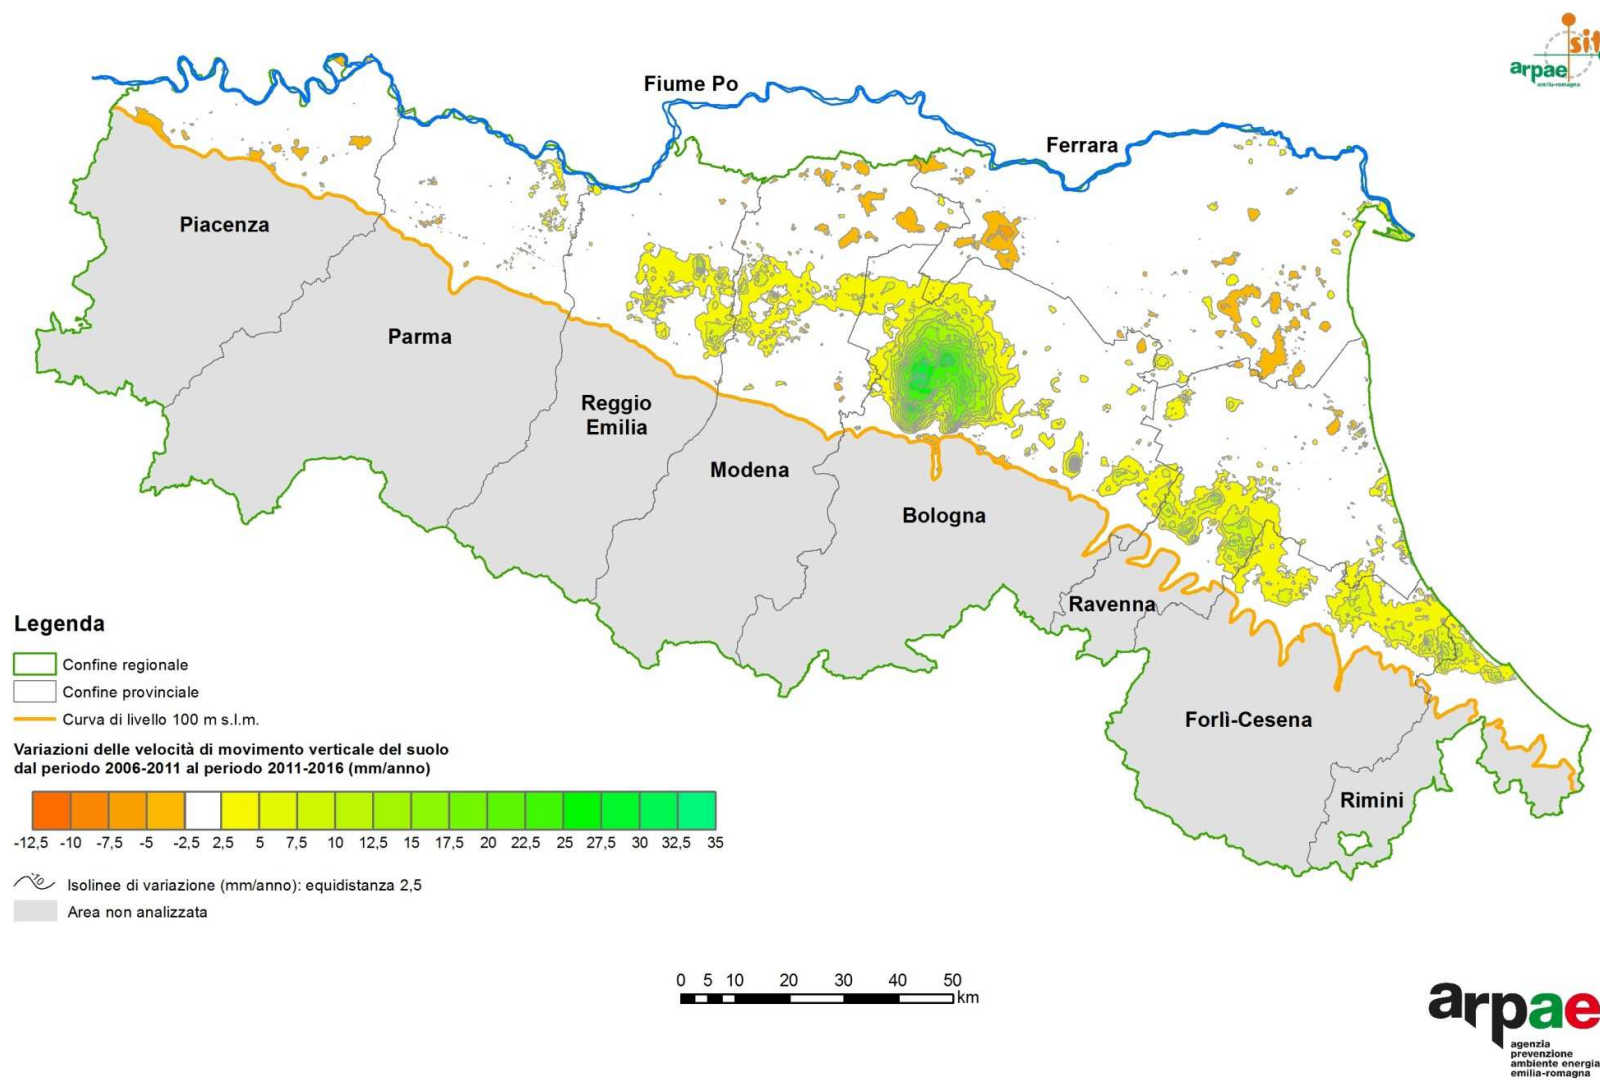 sit
arpae
emilia-romagna
Fiume Po
Ferrara
Piacenza
Parma
Reggio
Emilia
Modena
Bologna
Ravenna
Forlì-Cesena
Rimini
Legenda
Confine regionale
Confine provinciale
Curva di livello 100 m s.l.m.
Variazioni delle velocità di movimento verticale del suolo
dal periodo 2006-2011 al periodo 2011-2016 (mm/anno)
-12,5 -10 -7,5 -5 -2,5 2,5 5 7,5 10 12,5 15 17,5 20 22,5 25 27,5 30 32,5 35
-10
Isolinee di variazione (mm/anno): equidistanza 2,5
Area non analizzata
0 5 10 20 30 40 50
km
arpae
agenzia
prevenzione
ambiente energia
emilia-romagna